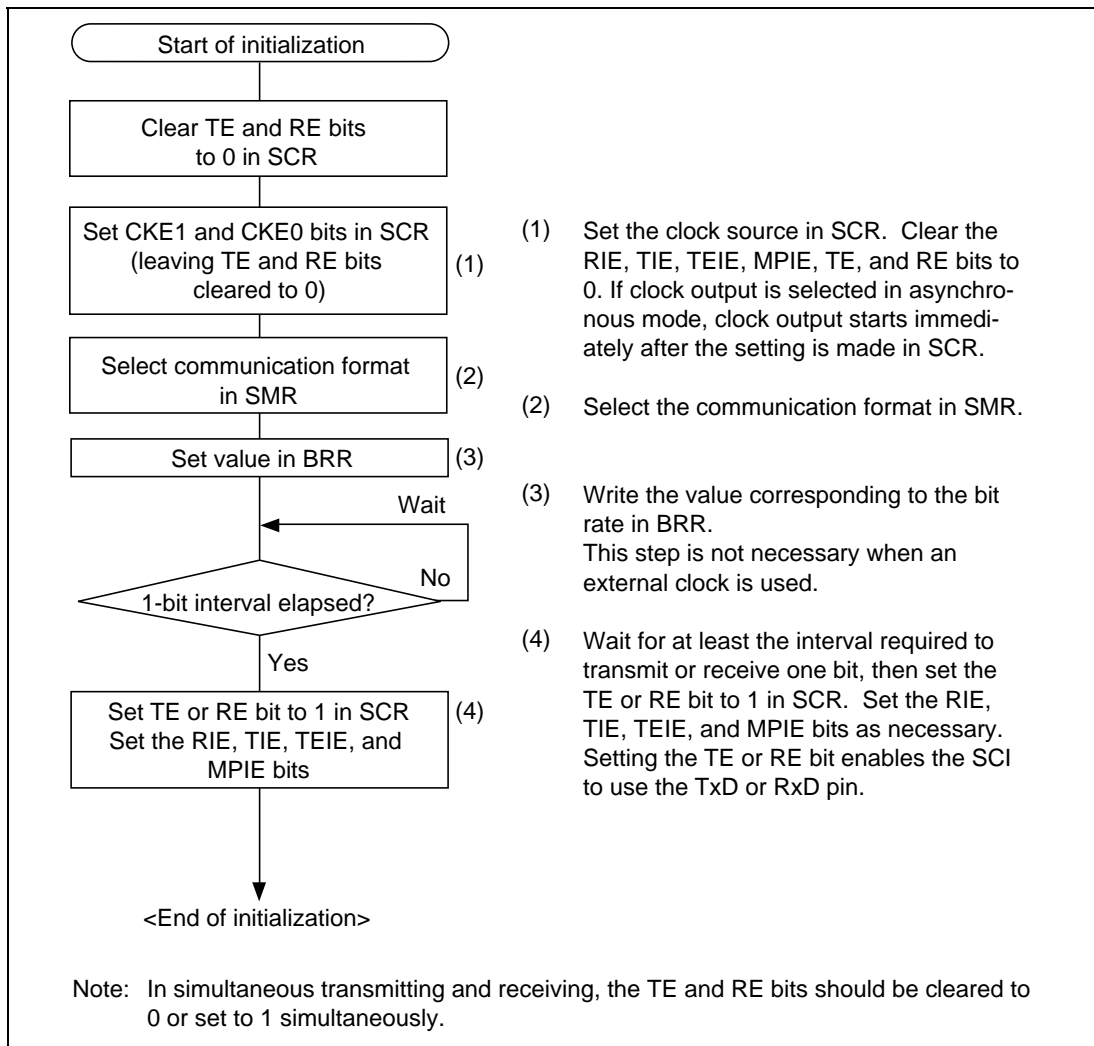 Start of initialization
Clear TE and RE bits
to 0 in SCR
Set CKE1 and CKE0 bits in SCR
(leaving TE and RE bits
cleared to 0)
(1)
Select communication format
in SMR
(2)
Set value in BRR
(3)
Wait
No
1-bit interval elapsed?
Yes
Set TE or RE bit to 1 in SCR
Set the RIE, TIE, TEIE, and
MPIE bits
(4)
<End of initialization>
(1) Set the clock source in SCR. Clear the
RIE, TIE, TEIE, MPIE, TE, and RE bits to
0. If clock output is selected in asynchro-
nous mode, clock output starts immedi-
ately after the setting is made in SCR.
(2) Select the communication format in SMR.
(3) Write the value corresponding to the bit
rate in BRR.
This step is not necessary when an
external clock is used.
(4) Wait for at least the interval required to
transmit or receive one bit, then set the
TE or RE bit to 1 in SCR. Set the RIE,
TIE, TEIE, and MPIE bits as necessary.
Setting the TE or RE bit enables the SCI
to use the TxD or RxD pin.
Note: In simultaneous transmitting and receiving, the TE and RE bits should be cleared to
0 or set to 1 simultaneously.